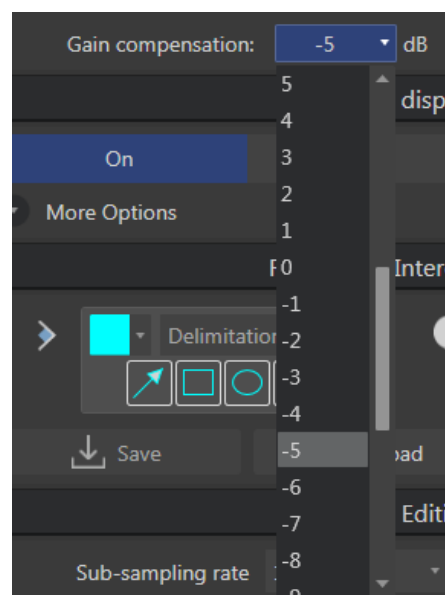 Gain compensation: -5 dB
5
disp
4
On
3
2
More Options
1
0
Inter
-1
Delimitation
-2
-3
-4
Save
-5
oad
-6
Editi
-7
-8
Sub-sampling rate